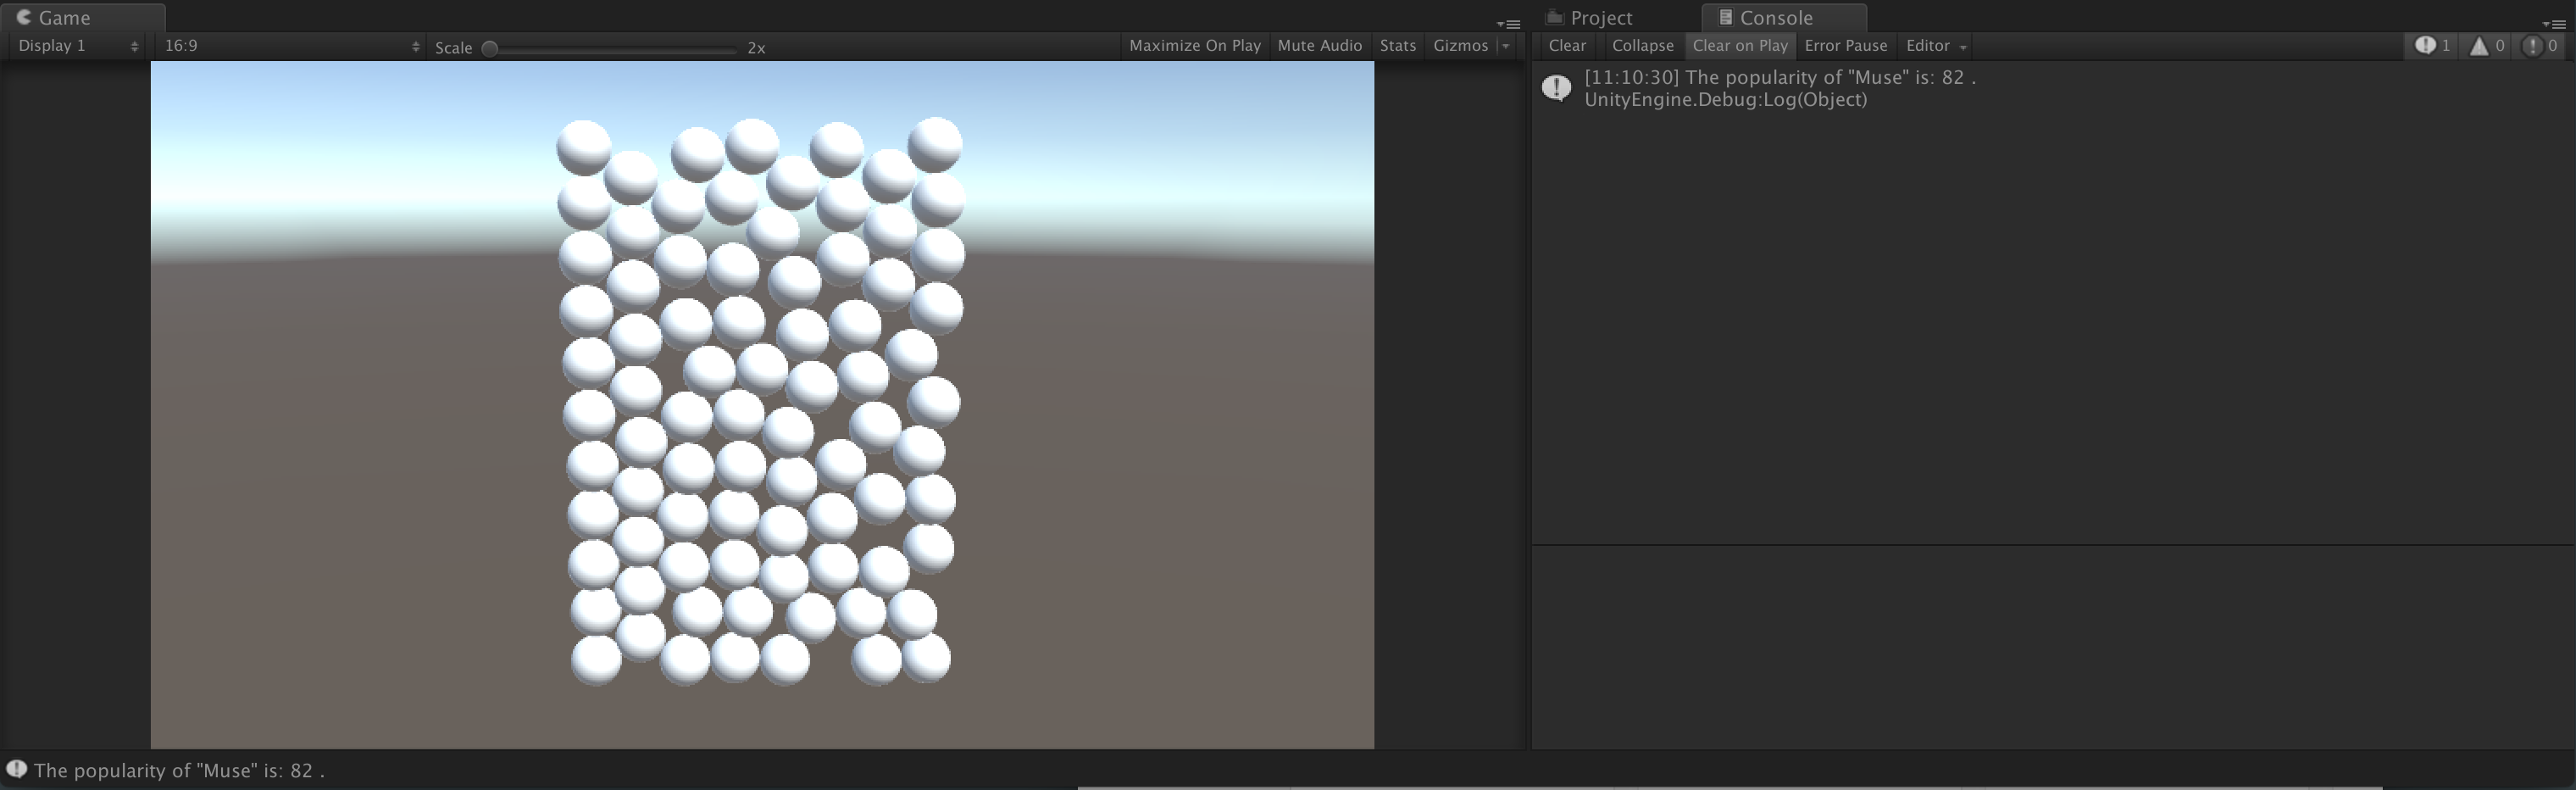 Game
Project Console
Display 1 16:9 Scale 2x Maximize On Play Mute Audio Stats Gizmos
Clear Collapse Clear on Play Error Pause Editor 1 0 0
[11:10:30] The popularity of "Muse" is: 82 .
UnityEngine.Debug:Log(Object)
The popularity of "Muse" is: 82 .